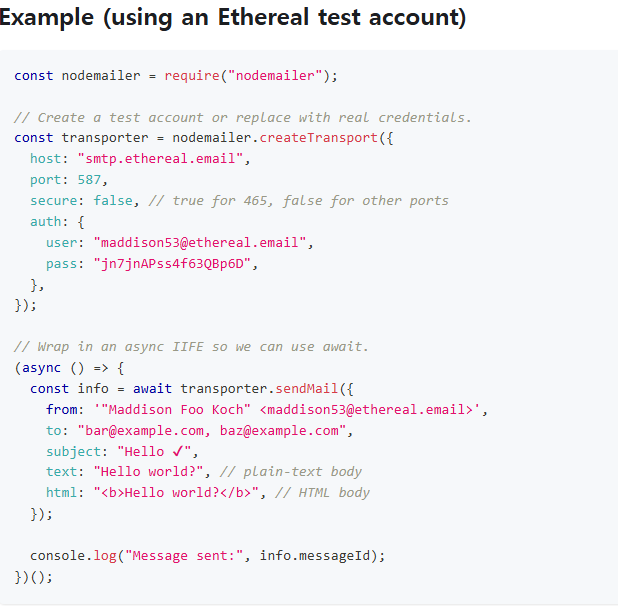 Example (using an Ethereal test account)
const nodemailer = require("nodemailer");
// Create a test account or replace with real credentials.
const transporter = nodemailer.createTransport({
  host: "smtp.ethereal.email",
  port: 587,
  secure: false, // true for 465, false for other ports
  auth: {
    user: "maddison53@ethereal.email",
    pass: "jn7jnAPss4f63QBp6D",
  },
});
// Wrap in an async IIFE so we can use await.
(async () => {
  const info = await transporter.sendMail({
    from: '"Maddison Foo Koch" <maddison53@ethereal.email>',
    to: "bar@example.com, baz@example.com",
    subject: "Hello ✔",
    text: "Hello world?", // plain-text body
    html: "<b>Hello world?</b>", // HTML body
  });
  console.log("Message sent:", info.messageId);
})();